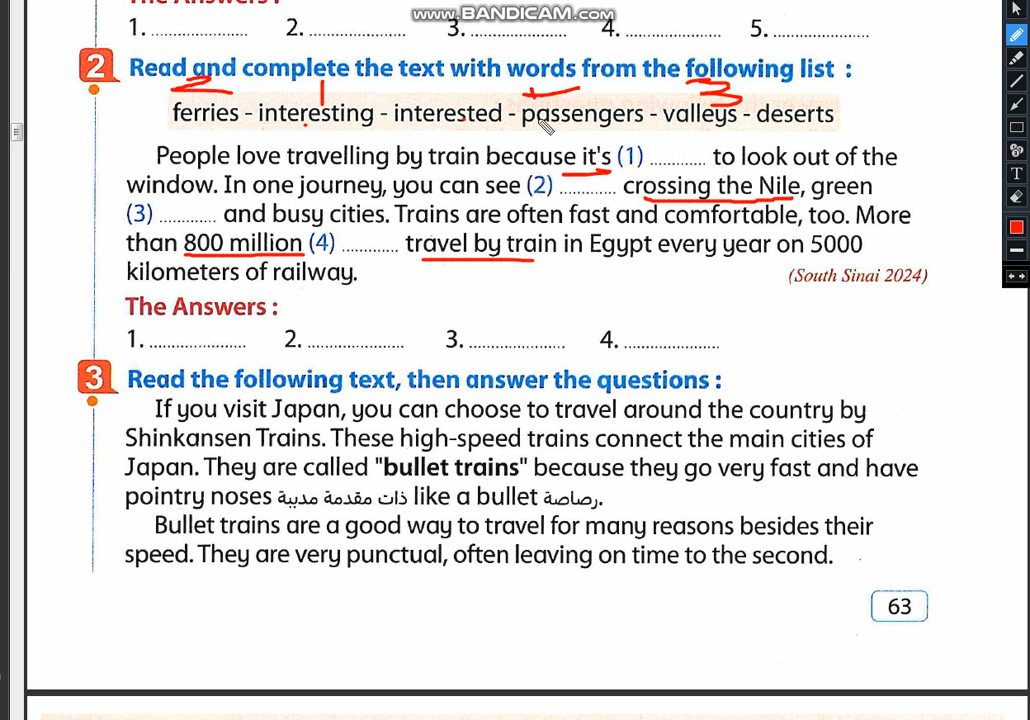 www.BANDICAM.com
The Answers :
1. ..................... 2. ..................... 3. ..................... 4. ..................... 5. .....................
2 Read and complete the text with words from the following list :
ferries - interesting - interested - passengers - valleys - deserts
People love travelling by train because it's (1) ............ to look out of the
window. In one journey, you can see (2) ............ crossing the Nile, green
(3) ............ and busy cities. Trains are often fast and comfortable, too. More
than 800 million (4) ............ travel by train in Egypt every year on 5000
kilometers of railway. (South Sinai 2024)
The Answers :
1. ..................... 2. ..................... 3. ..................... 4. .....................
3 Read the following text, then answer the questions :
If you visit Japan, you can choose to travel around the country by
Shinkansen Trains. These high-speed trains connect the main cities of
Japan. They are called "bullet trains" because they go very fast and have
pointry noses ذات مقدمة مدببة like a bullet رصاصة.
Bullet trains are a good way to travel for many reasons besides their
speed. They are very punctual, often leaving on time to the second.
63